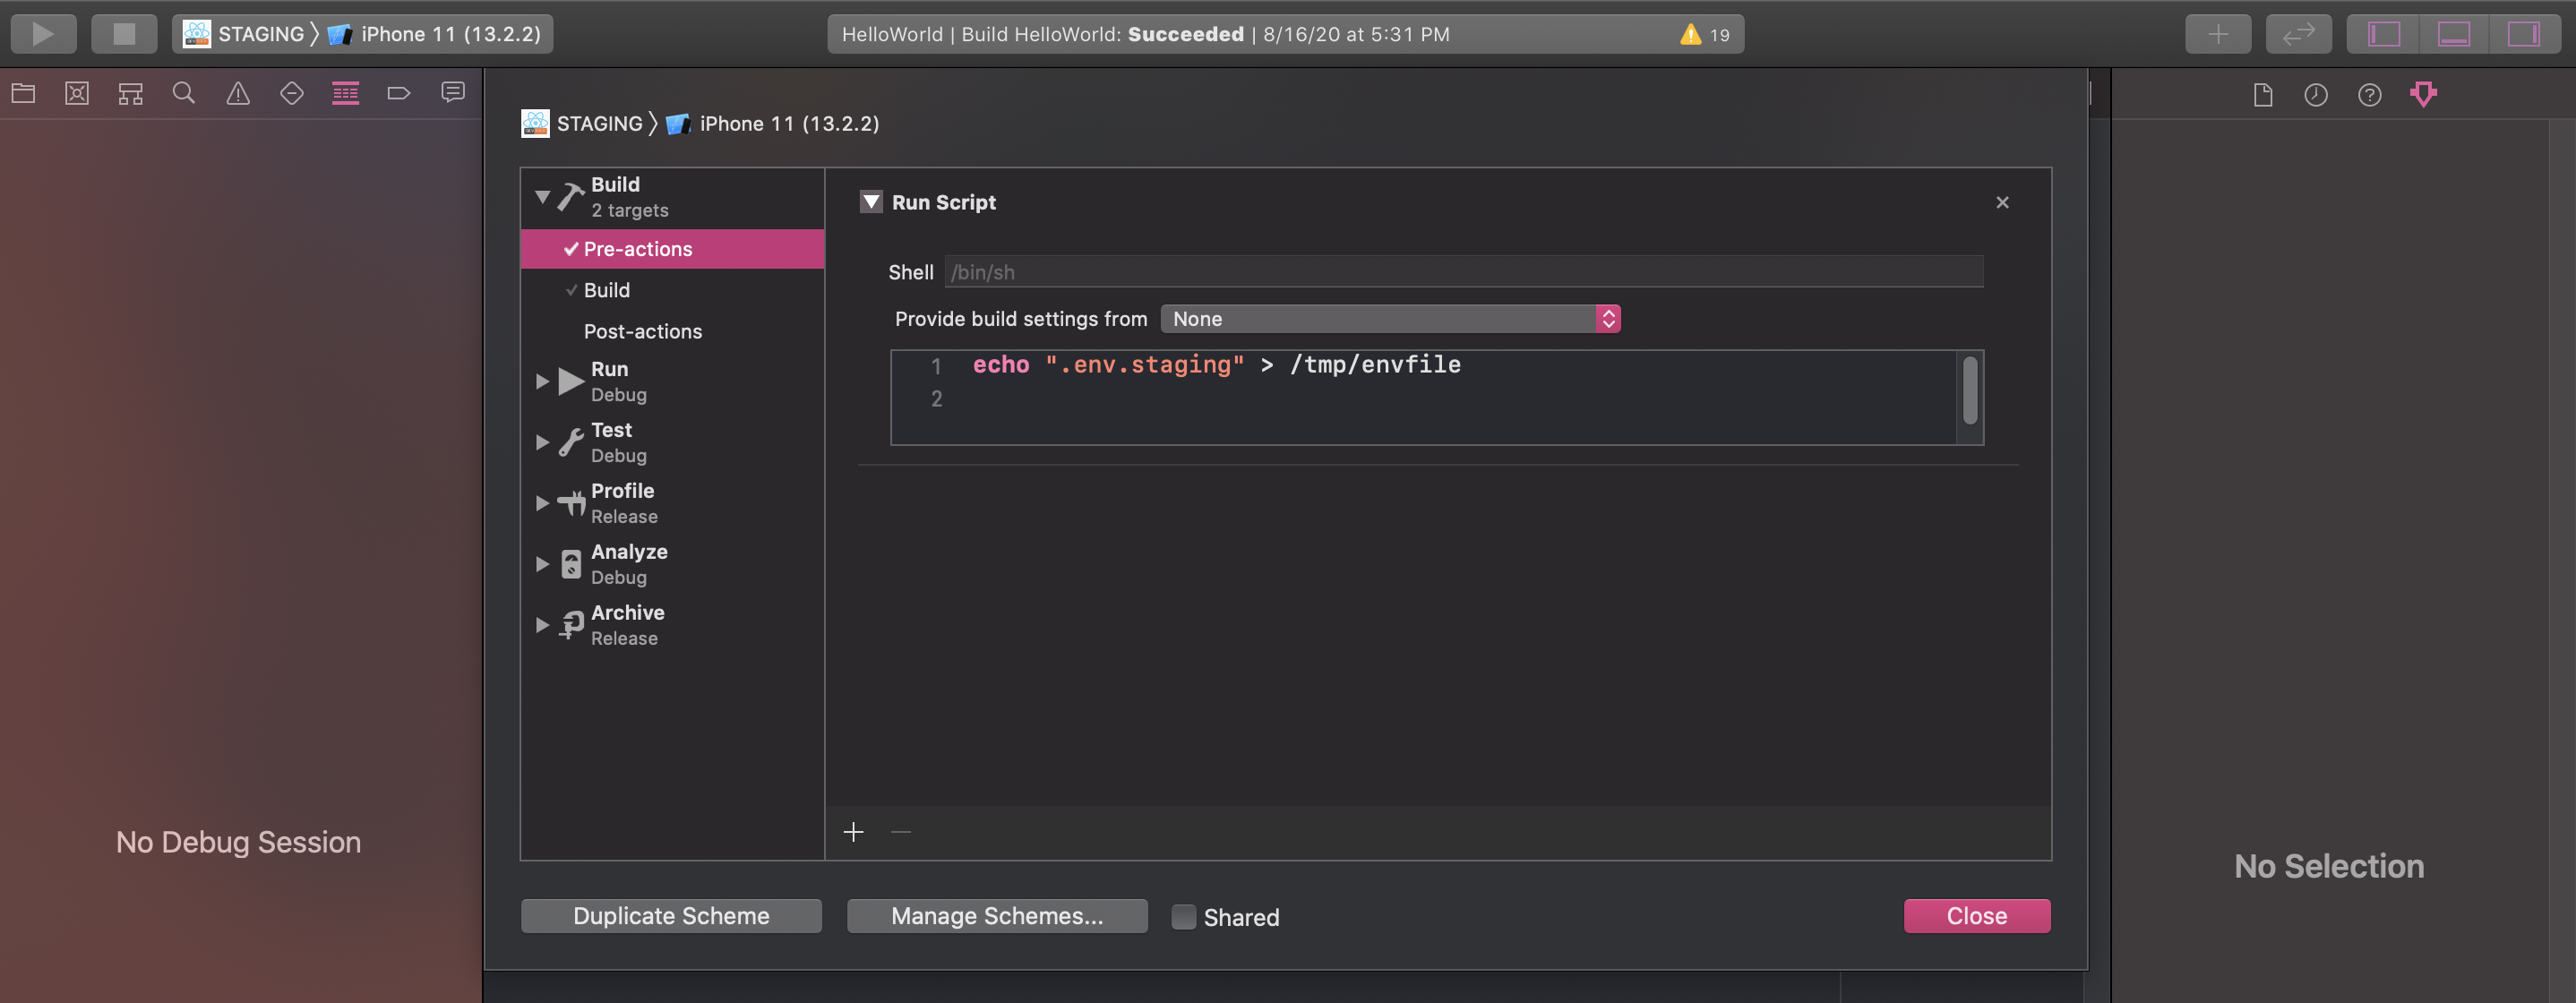 STAGING iPhone 11 (13.2.2)
HelloWorld | Build HelloWorld: Succeeded | 8/16/20 at 5:31 PM
19
STAGING iPhone 11 (13.2.2)
Build
2 targets
Pre-actions
Build
Post-actions
Run
Debug
Test
Debug
Profile
Release
Analyze
Debug
Archive
Release
Run Script
Shell /bin/sh
Provide build settings from None
1 echo ".env.staging" > /tmp/envfile
2
No Debug Session
No Selection
Duplicate Scheme
Manage Schemes...
Shared
Close